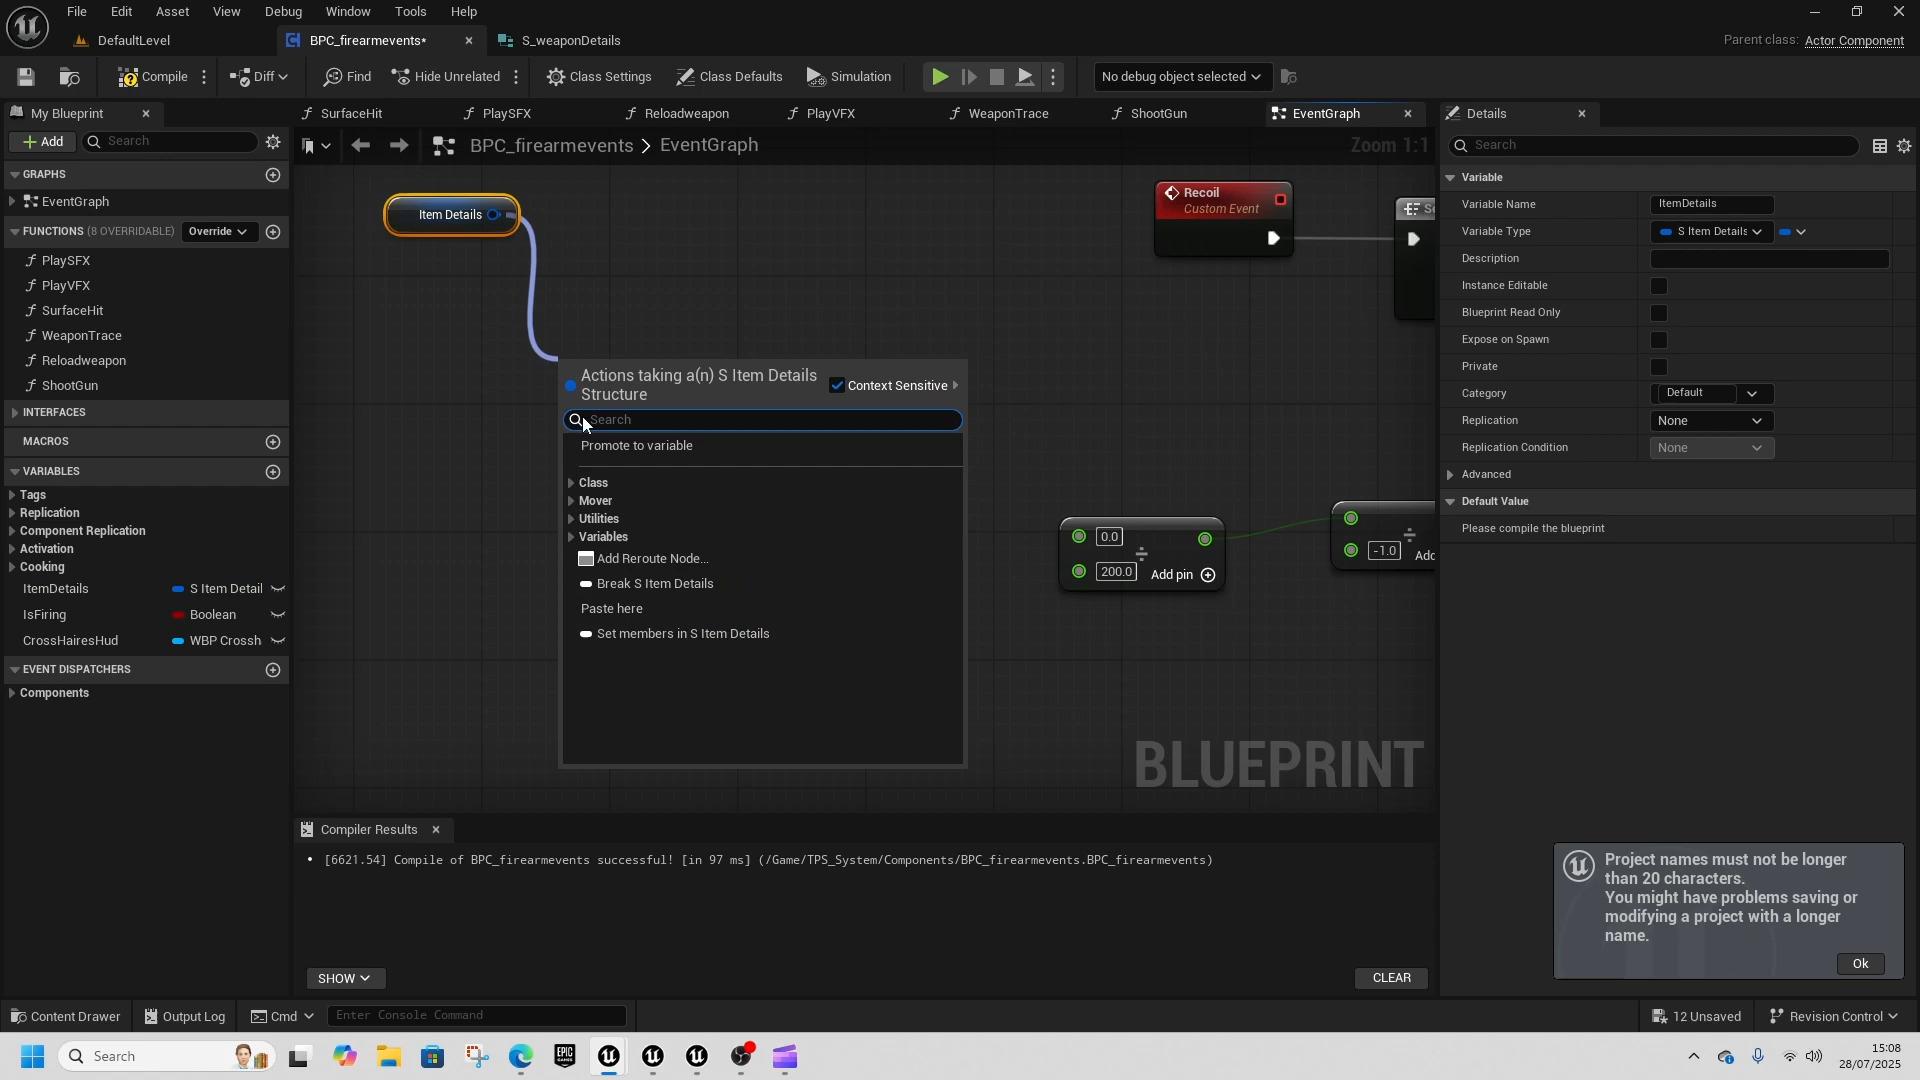 File Edit Asset View Debug Window Tools Help
DefaultLevel BPC_firearmevents* S_weaponDetails
Parent class: Actor Component
Compile Diff Find Hide Unrelated Class Settings Class Defaults Simulation No debug object selected
My Blueprint SurfaceHit PlaySFX Reloadweapon PlayVFX WeaponTrace ShootGun EventGraph Details
Add Search BPC_firearmevents > EventGraph Zoom 1:1 Search
GRAPHS
EventGraph
FUNCTIONS (8 OVERRIDABLE) Override
PlaySFX
PlayVFX
SurfaceHit
WeaponTrace
Reloadweapon
ShootGun
INTERFACES
MACROS
VARIABLES
Tags
Replication
Component Replication
Activation
Cooking
ItemDetails S Item Detail
IsFiring Boolean
CrossHairesHud WBP Crossh
EVENT DISPATCHERS
Components
Item Details
Recoil
Custom Event
Actions taking a(n) S Item Details
Structure
Context Sensitive
Search
Promote to variable
Class
Mover
Utilities
Variables
Add Reroute Node...
Break S Item Details
Paste here
Set members in S Item Details
0.0
200.0 Add pin
-1.0
BLUEPRINT
Variable
Variable Name ItemDetails
Variable Type S Item Details
Description
Instance Editable
Blueprint Read Only
Expose on Spawn
Private
Category Default
Replication None
Replication Condition None
Advanced
Default Value
Please compile the blueprint
Compiler Results
[6621.54] Compile of BPC_firearmevents successful! [in 97 ms] (/Game/TPS_System/Components/BPC_firearmevents.BPC_firearmevents)
Project names must not be longer
than 20 characters.
You might have problems saving or
modifying a project with a longer
name.
Ok
SHOW CLEAR
Content Drawer Output Log Cmd Enter Console Command 12 Unsaved Revision Control
Search
15:08
28/07/2025